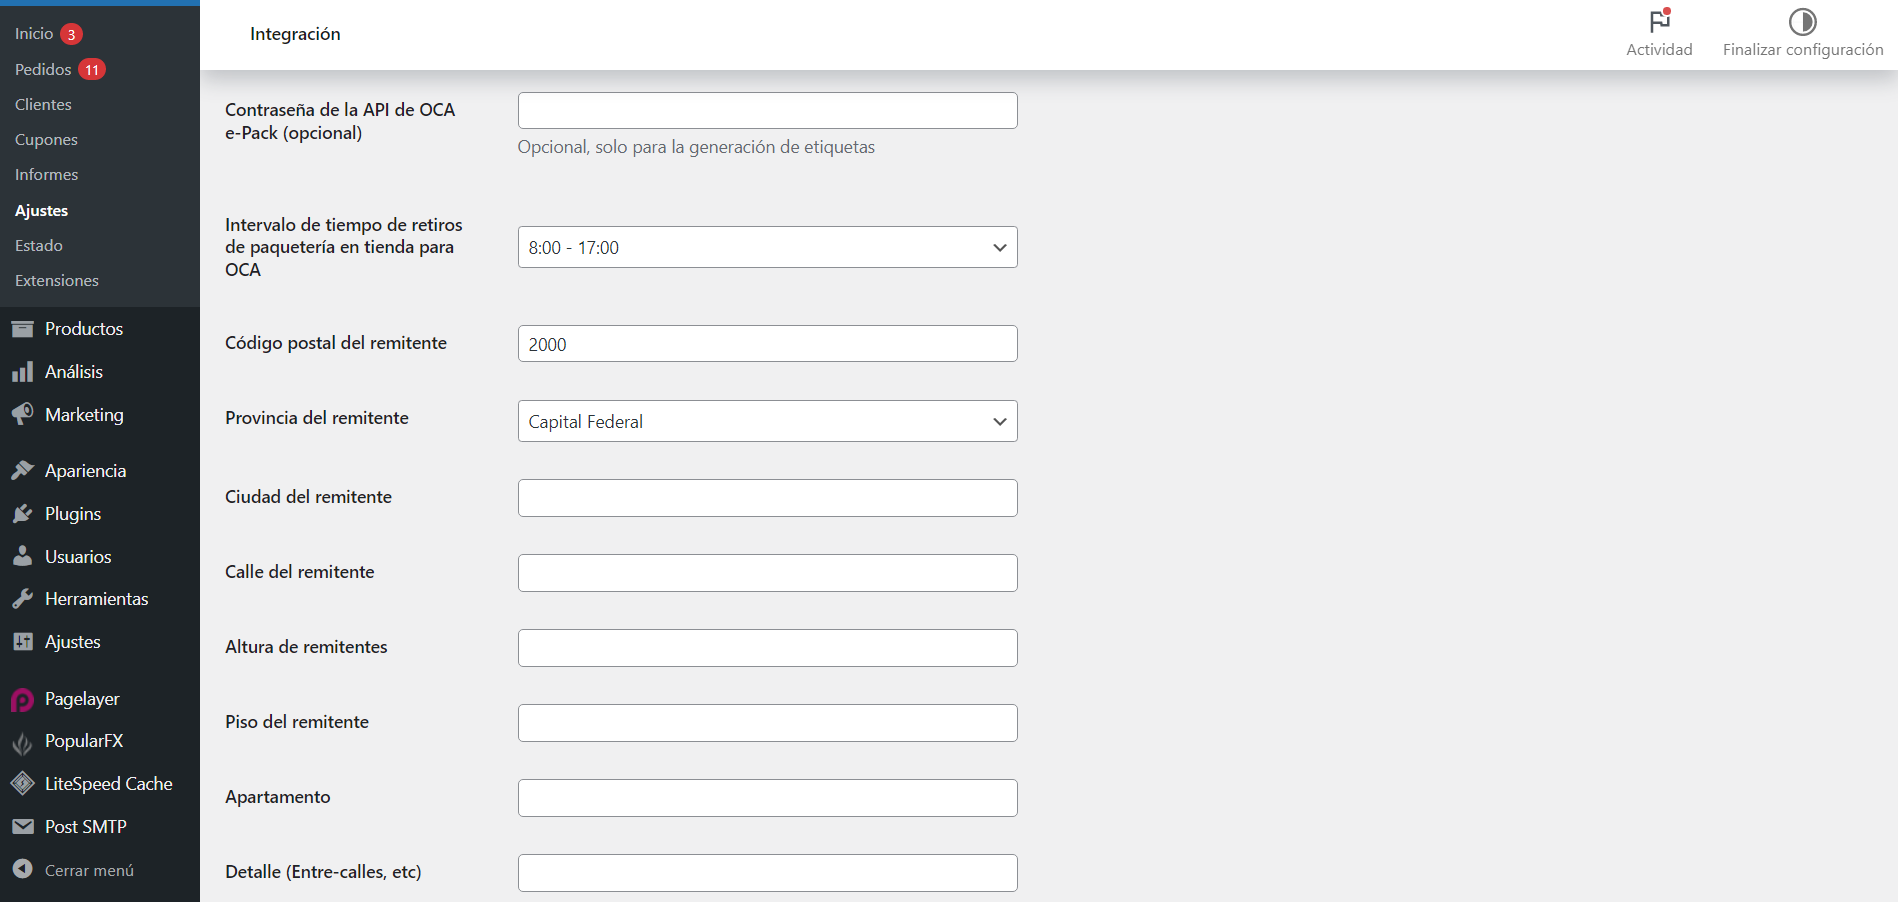 Inicio 3
Pedidos 11
Clientes
Cupones
Informes
Ajustes
Estado
Extensiones
Productos
Análisis
Marketing
Apariencia
Plugins
Usuarios
Herramientas
Ajustes
Pagelayer
PopularFX
LiteSpeed Cache
Post SMTP
Cerrar menú
Integración
Actividad
Finalizar configuración
Contraseña de la API de OCA
e-Pack (opcional)
Opcional, solo para la generación de etiquetas
Intervalo de tiempo de retiros
de paquetería en tienda para
OCA
8:00 - 17:00
Código postal del remitente
2000
Provincia del remitente
Capital Federal
Ciudad del remitente
Calle del remitente
Altura de remitentes
Piso del remitente
Apartamento
Detalle (Entre-calles, etc)